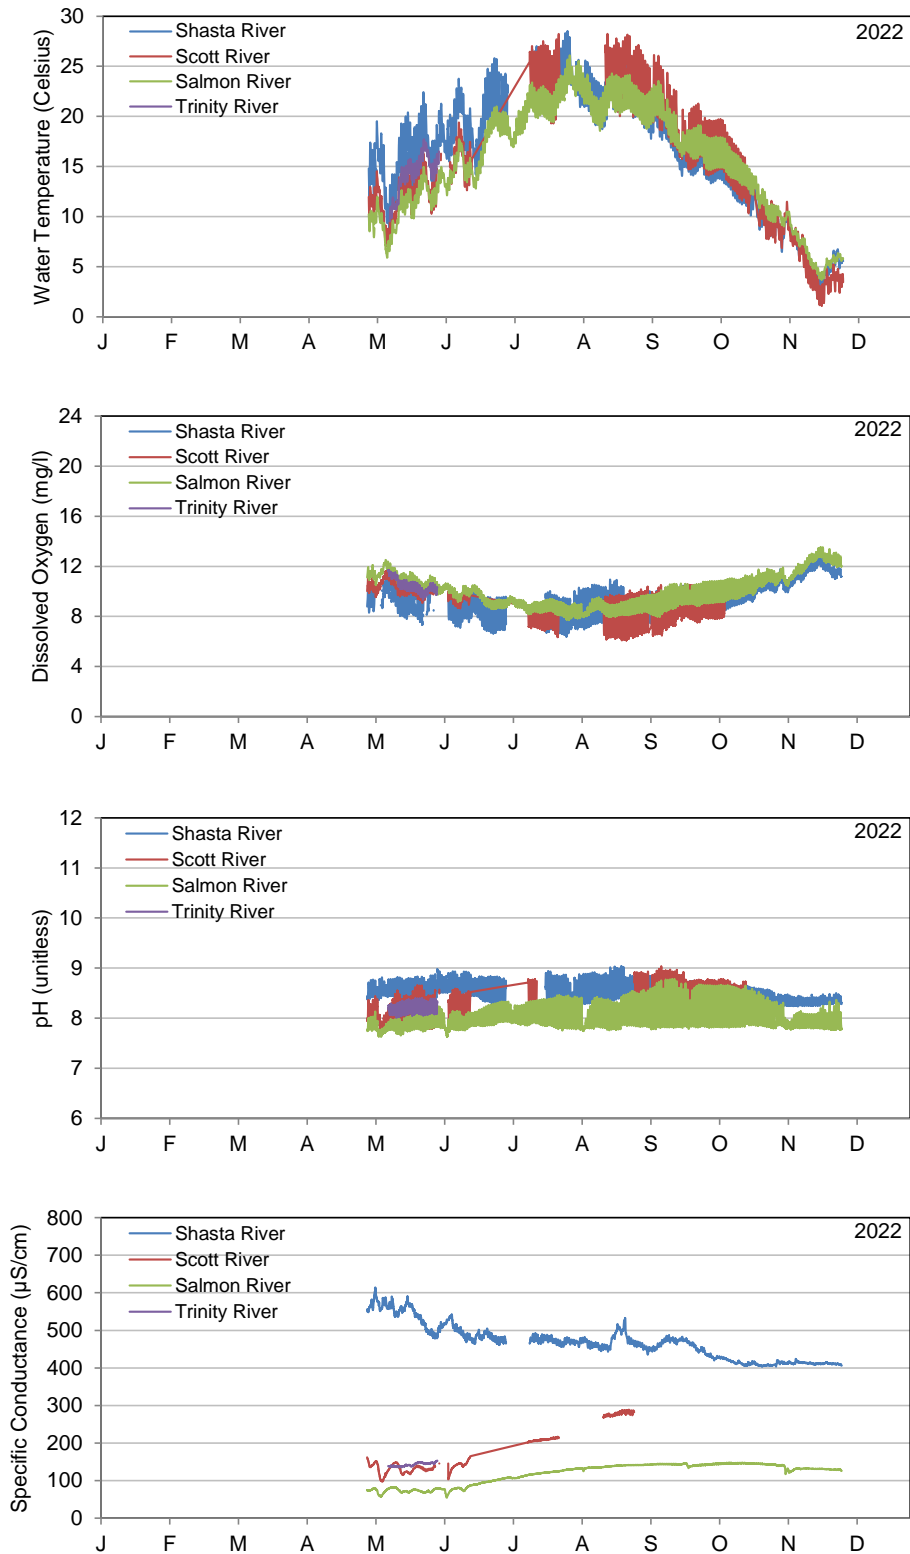 Water Temperature (Celsius)
30
25
20
15
10
5
0
Shasta River
Scott River
Salmon River
Trinity River
2022
J F M A M J J A S O N D
Dissolved Oxygen (mg/l)
24
20
16
12
8
4
0
Shasta River
Scott River
Salmon River
Trinity River
2022
J F M A M J J A S O N D
pH (unitless)
12
11
10
9
8
7
6
Shasta River
Scott River
Salmon River
Trinity River
2022
J F M A M J J A S O N D
Specific Conductance (µS/cm)
800
700
600
500
400
300
200
100
0
Shasta River
Scott River
Salmon River
Trinity River
2022
J F M A M J J A S O N D